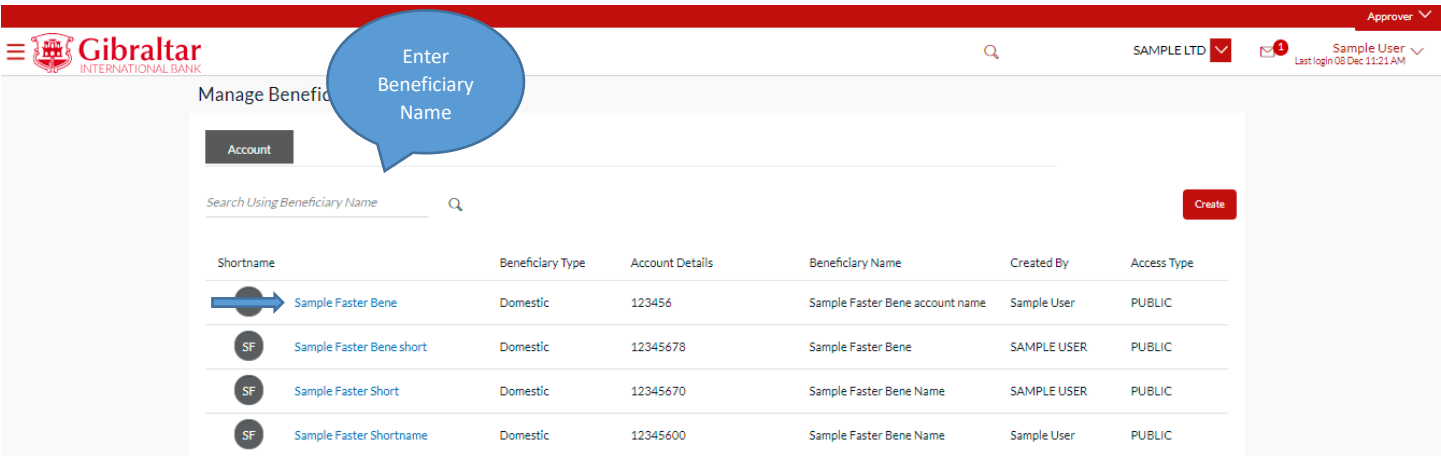 Approver
Gibraltar
INTERNATIONAL BANK
SAMPLE LTD
1
Sample User
Last login 08 Dec 11:21 AM
Enter
Beneficiary
Name
Manage Benefic
Account
Search Using Beneficiary Name
Create
Shortname Beneficiary Type Account Details Beneficiary Name Created By Access Type
Sample Faster Bene Domestic 123456 Sample Faster Bene account name Sample User PUBLIC
SF Sample Faster Bene short Domestic 12345678 Sample Faster Bene SAMPLE USER PUBLIC
SF Sample Faster Short Domestic 12345670 Sample Faster Bene Name SAMPLE USER PUBLIC
SF Sample Faster Shortname Domestic 12345600 Sample Faster Bene Name Sample User PUBLIC